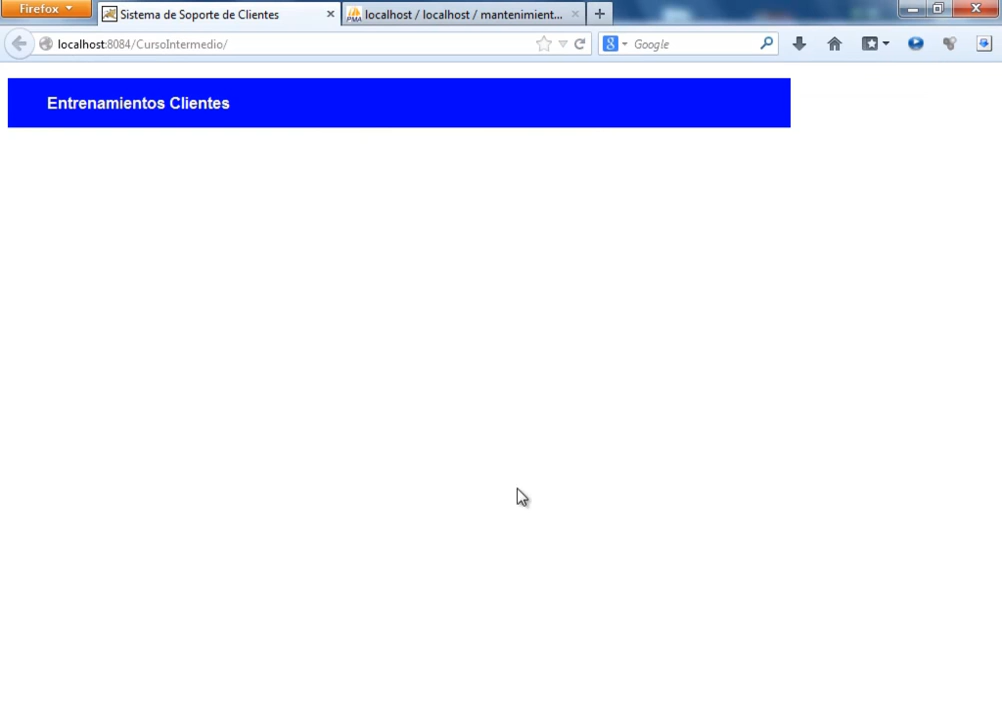 Firefox
Sistema de Soporte de Clientes
localhost / localhost / mantenimient...
localhost:8084/CursoIntermedio/
Google
Entrenamientos Clientes